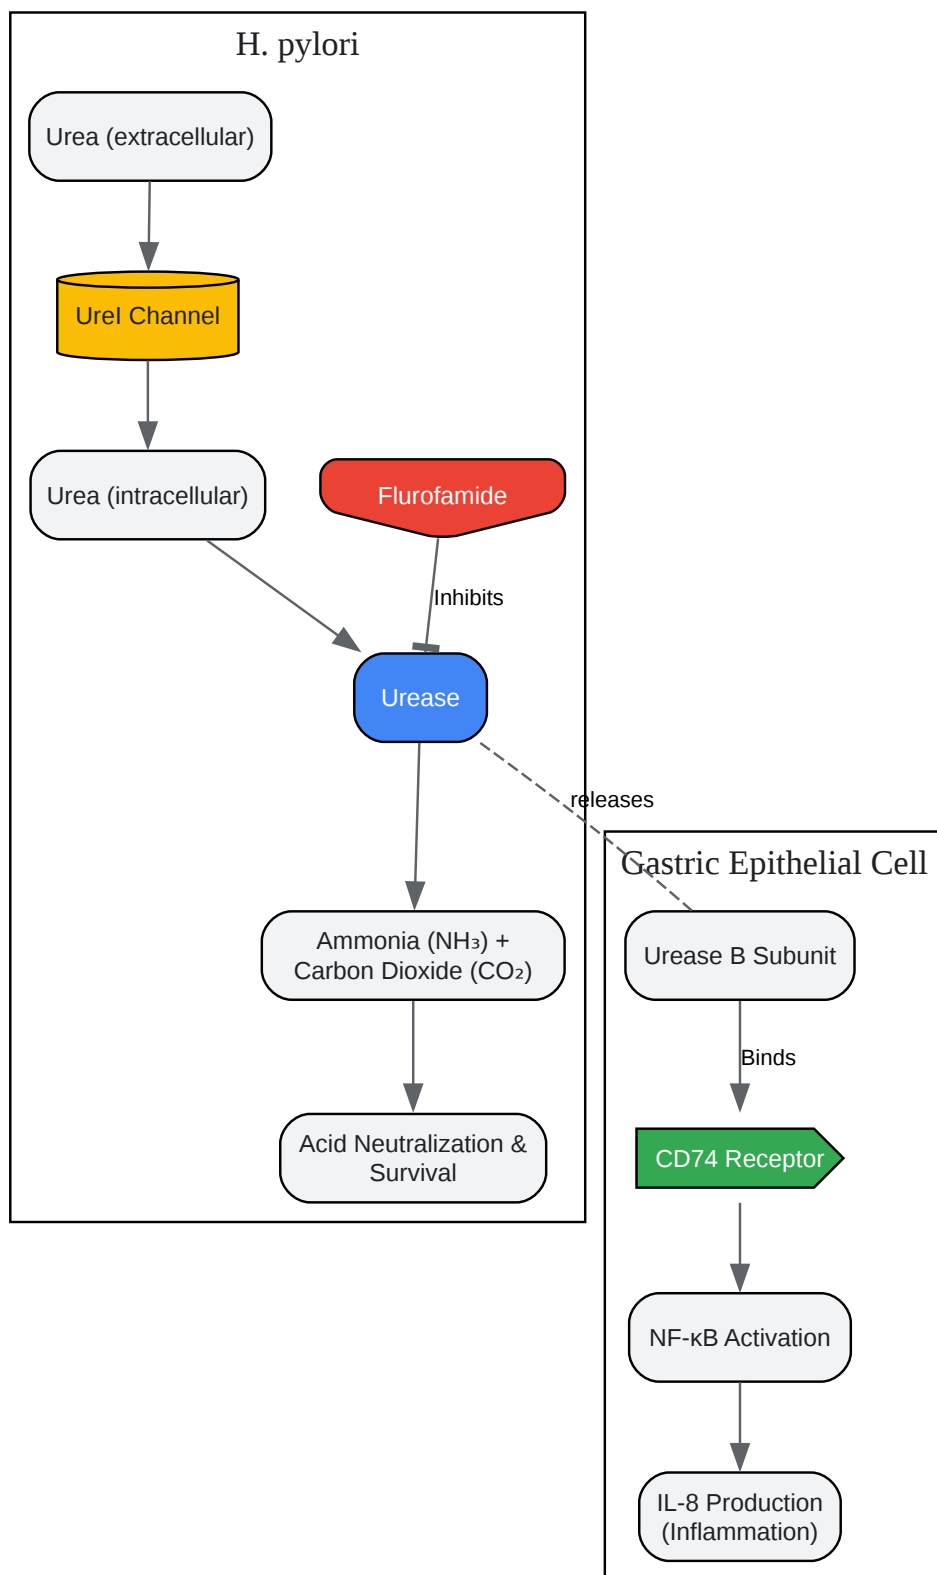 H. pylori
Urea (extracellular)
UreI Channel
Urea (intracellular)
Flurofamide
Inhibits
Urease
releases
Gastric Epithelial Cell
Ammonia (NH₃) +
Carbon Dioxide (CO₂)
Urease B Subunit
Binds
Acid Neutralization &
Survival
CD74 Receptor
NF-κB Activation
IL-8 Production
(Inflammation)